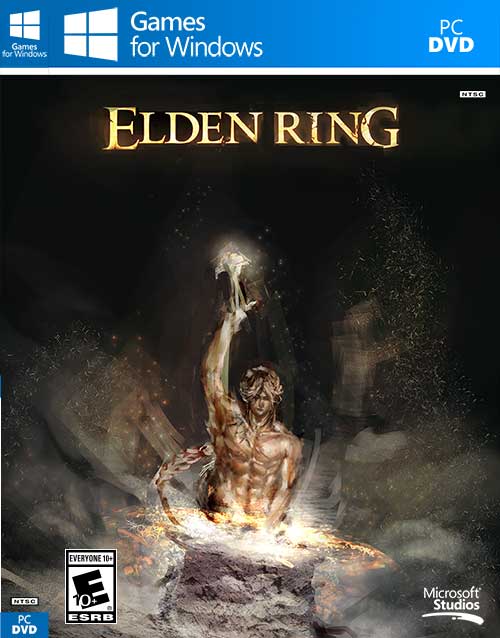 Games
for Windows
Games
for Windows
PC
DVD
NTSC
ELDEN RING
EVERYONE 10+
E
10+
ESRB
NTSC
PC
DVD
Microsoft
Studios